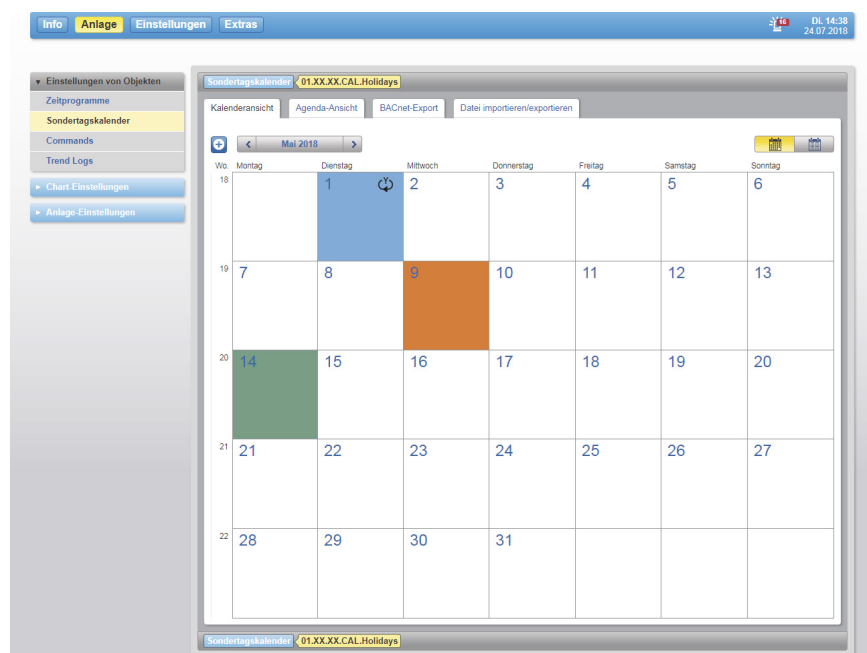 Info Anlage Einstellungen Extras 16 Di. 14:38
24.07.2018
Einstellungen von Objekten
Zeitprogramme
Sondertagskalender
Commands
Trend Logs
Chart-Einstellungen
Anlage-Einstellungen
Sondertagskalender 01.XX.XX.CAL.Holidays
Kalenderansicht Agenda-Ansicht BACnet-Export Datei importieren/exportieren
Mai 2018
Wo. Montag Dienstag Mittwoch Donnerstag Freitag Samstag Sonntag
18 1 2 3 4 5 6
19 7 8 9 10 11 12 13
20 14 15 16 17 18 19 20
21 21 22 23 24 25 26 27
22 28 29 30 31
Sondertagskalender 01.XX.XX.CAL.Holidays